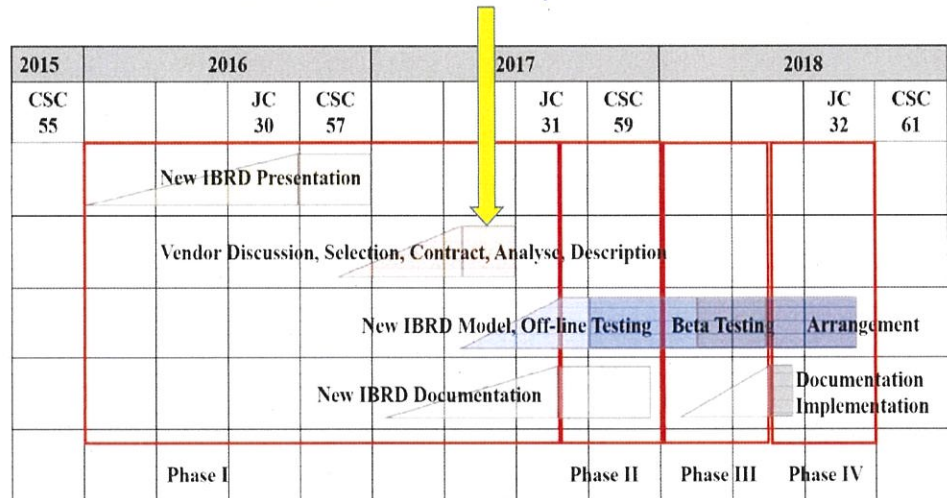 2015 2016 2017 2018
CSC JC CSC JC CSC JC CSC
55 30 57 31 59 32 61
New IBRD Presentation
Vendor Discussion, Selection, Contract, Analyse, Description
New IBRD Model, Off-line Testing Beta Testing Arrangement
New IBRD Documentation Documentation
Implementation
Phase I Phase II Phase III Phase IV